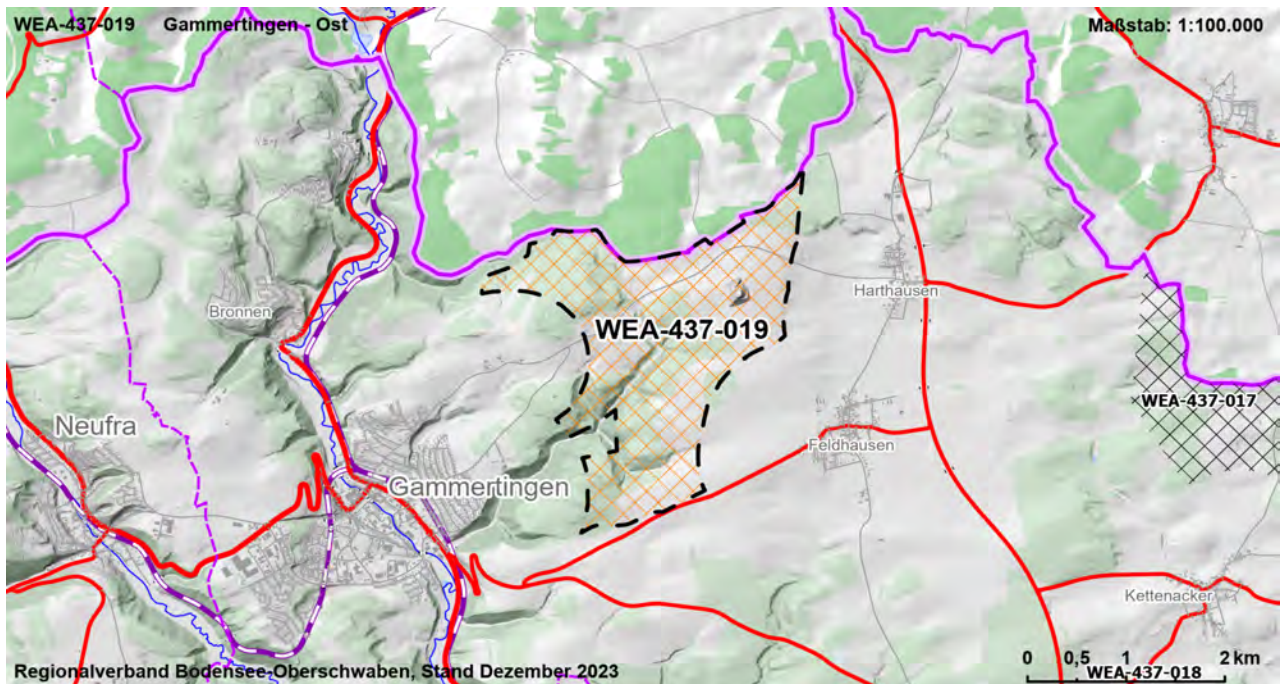 WEA-437-019 Gammertingen - Ost
Maßstab: 1:100.000
Harthausen
Bronnen
WEA-437-019
WEA-437-017
Neufra
Feldhausen
Gammertingen
Kettenacker
Regionalverband Bodensee-Oberschwaben, Stand Dezember 2023
0 0,5 1 2 km
WEA-437-018